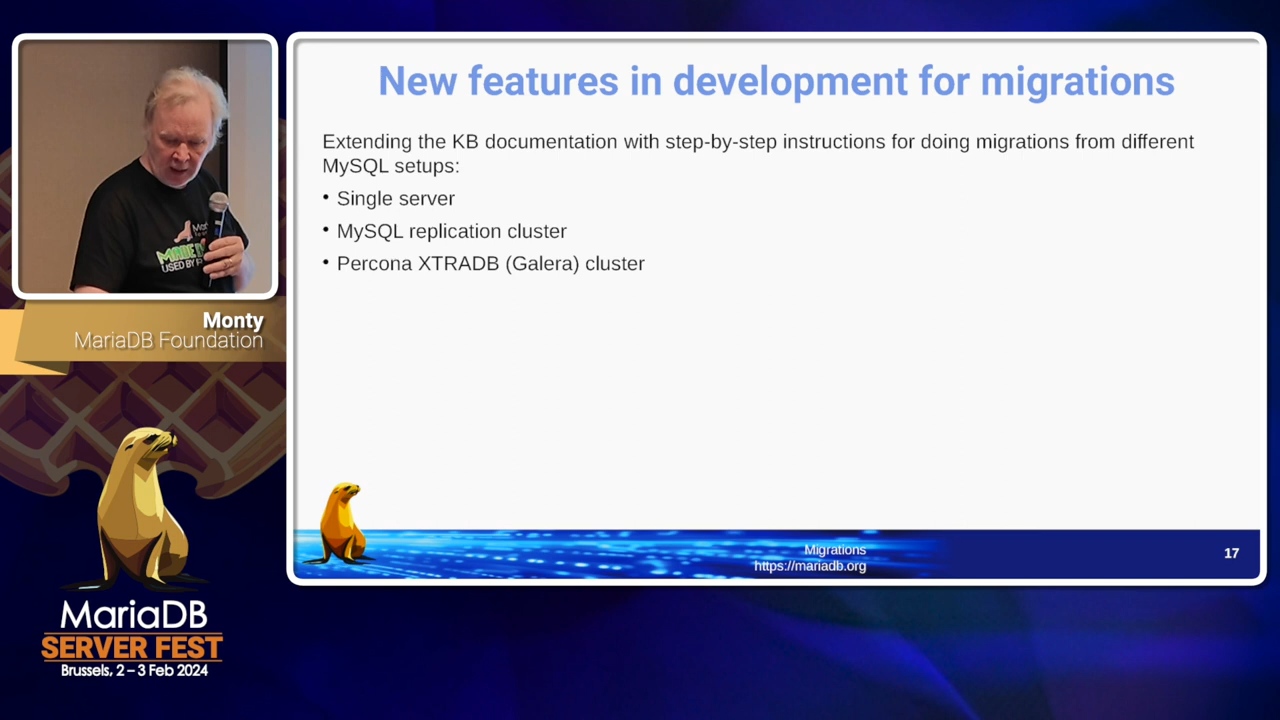 New features in development for migrations
Extending the KB documentation with step-by-step instructions for doing migrations from different
MySQL setups:
• Single server
• MySQL replication cluster
• Percona XTRADB (Galera) cluster
Migrations
https://mariadb.org
17
Monty
MariaDB Foundation
MariaDB
SERVER FEST
Brussels, 2 – 3 Feb 2024